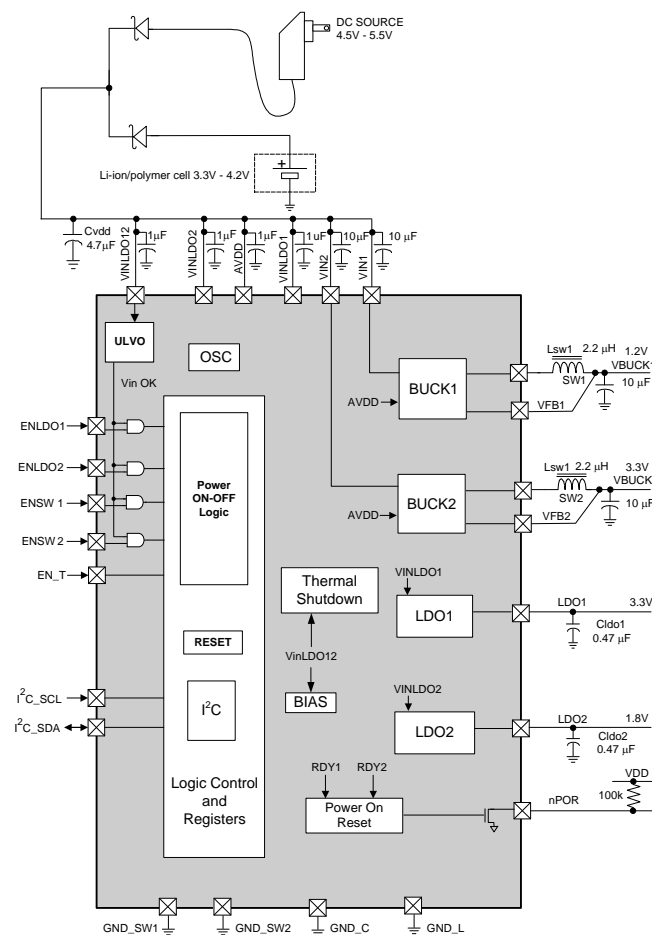 DC SOURCE
4.5V - 5.5V
Li-ion/polymer cell 3.3V - 4.2V
+
Cvdd
4.7μF
VINLDO12
1μF
VINLDO2
1μF
AVDD
1μF
VINLDO1
1uF
VIN2
10μF
VIN1
10 μF
ULVO
OSC
Vin OK
BUCK1
AVDD
Lsw1 2.2 μH 1.2V
SW1
VBUCK1
10 μF
VFB1
ENLDO1
ENLDO2
ENSW 1
ENSW 2
EN_T
Power
ON-OFF
Logic
BUCK2
AVDD
Lsw1 2.2 μH 3.3V
SW2
VBUCK
10 μF
VFB2
Thermal
Shutdown
VINLDO1
LDO1
LDO1 3.3V
Cldo1
0.47 μF
RESET
VinLDO12
BIAS
I²C_SCL
I²C_SDA
I²C
VINLDO2
LDO2
LDO2 1.8V
Cldo2
0.47 μF
Logic Control
and
Registers
RDY1 RDY2
Power On
Reset
VDD
100k
nPOR
GND_SW1 GND_SW2 GND_C GND_L